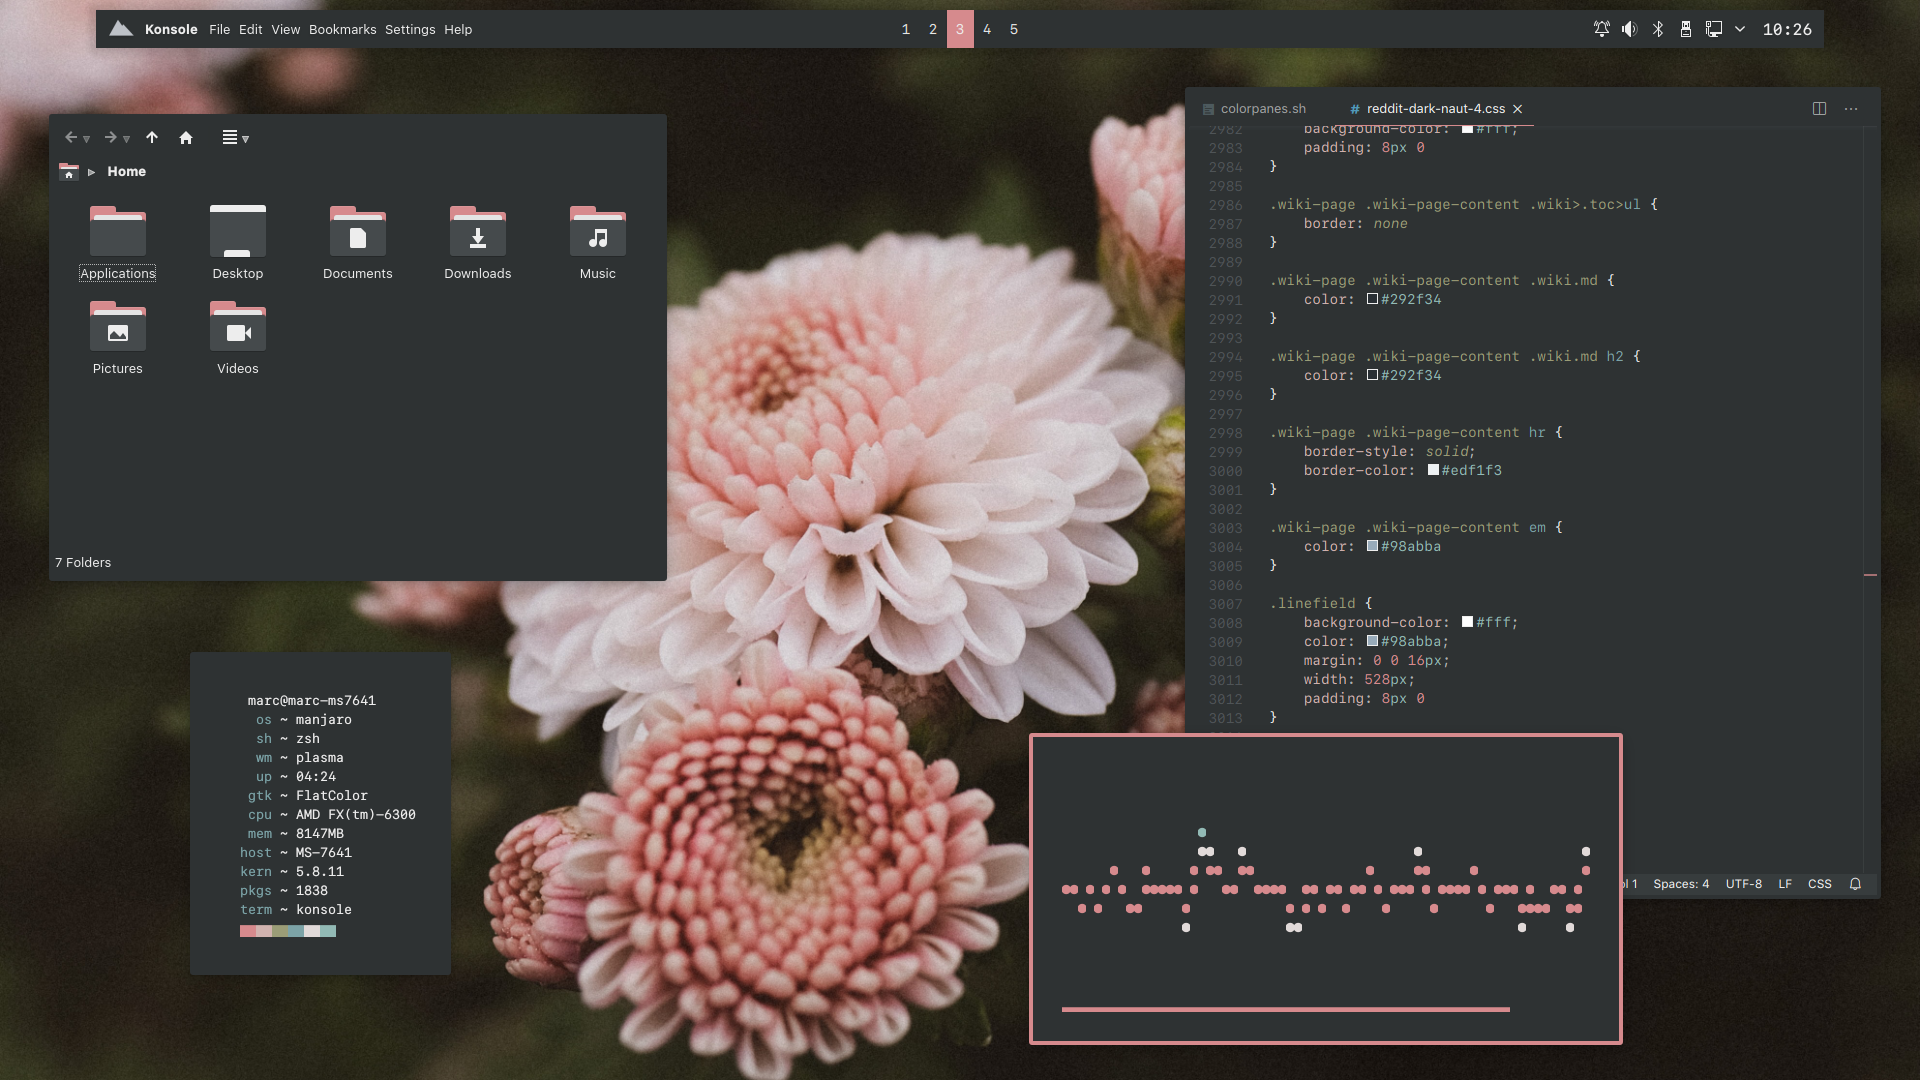 Konsole File Edit View Bookmarks Settings Help
1 2 3 4 5
10:26
Home
Applications
Desktop
Documents
Downloads
Music
Pictures
Videos
7 Folders
marc@marc-ms7641
os ~ manjaro
sh ~ zsh
wm ~ plasma
up ~ 04:24
gtk ~ FlatColor
cpu ~ AMD FX(tm)-6300
mem ~ 8147MB
host ~ MS-7641
kern ~ 5.8.11
pkgs ~ 1838
term ~ konsole
colorpanes.sh
# reddit-dark-naut-4.css
2982 background-color: #fff;
2983 padding: 8px 0
2984 }
2985
2986 .wiki-page .wiki-page-content .wiki>.toc>ul {
2987 border: none
2988 }
2989
2990 .wiki-page .wiki-page-content .wiki.md {
2991 color: #292f34
2992 }
2993
2994 .wiki-page .wiki-page-content .wiki.md h2 {
2995 color: #292f34
2996 }
2997
2998 .wiki-page .wiki-page-content hr {
2999 border-style: solid;
3000 border-color: #edf1f3
3001 }
3002
3003 .wiki-page .wiki-page-content em {
3004 color: #98abba
3005 }
3006
3007 .linefield {
3008 background-color: #fff;
3009 color: #98abba;
3010 margin: 0 0 16px;
3011 width: 528px;
3012 padding: 8px 0
3013 }
ol 1 Spaces: 4 UTF-8 LF CSS